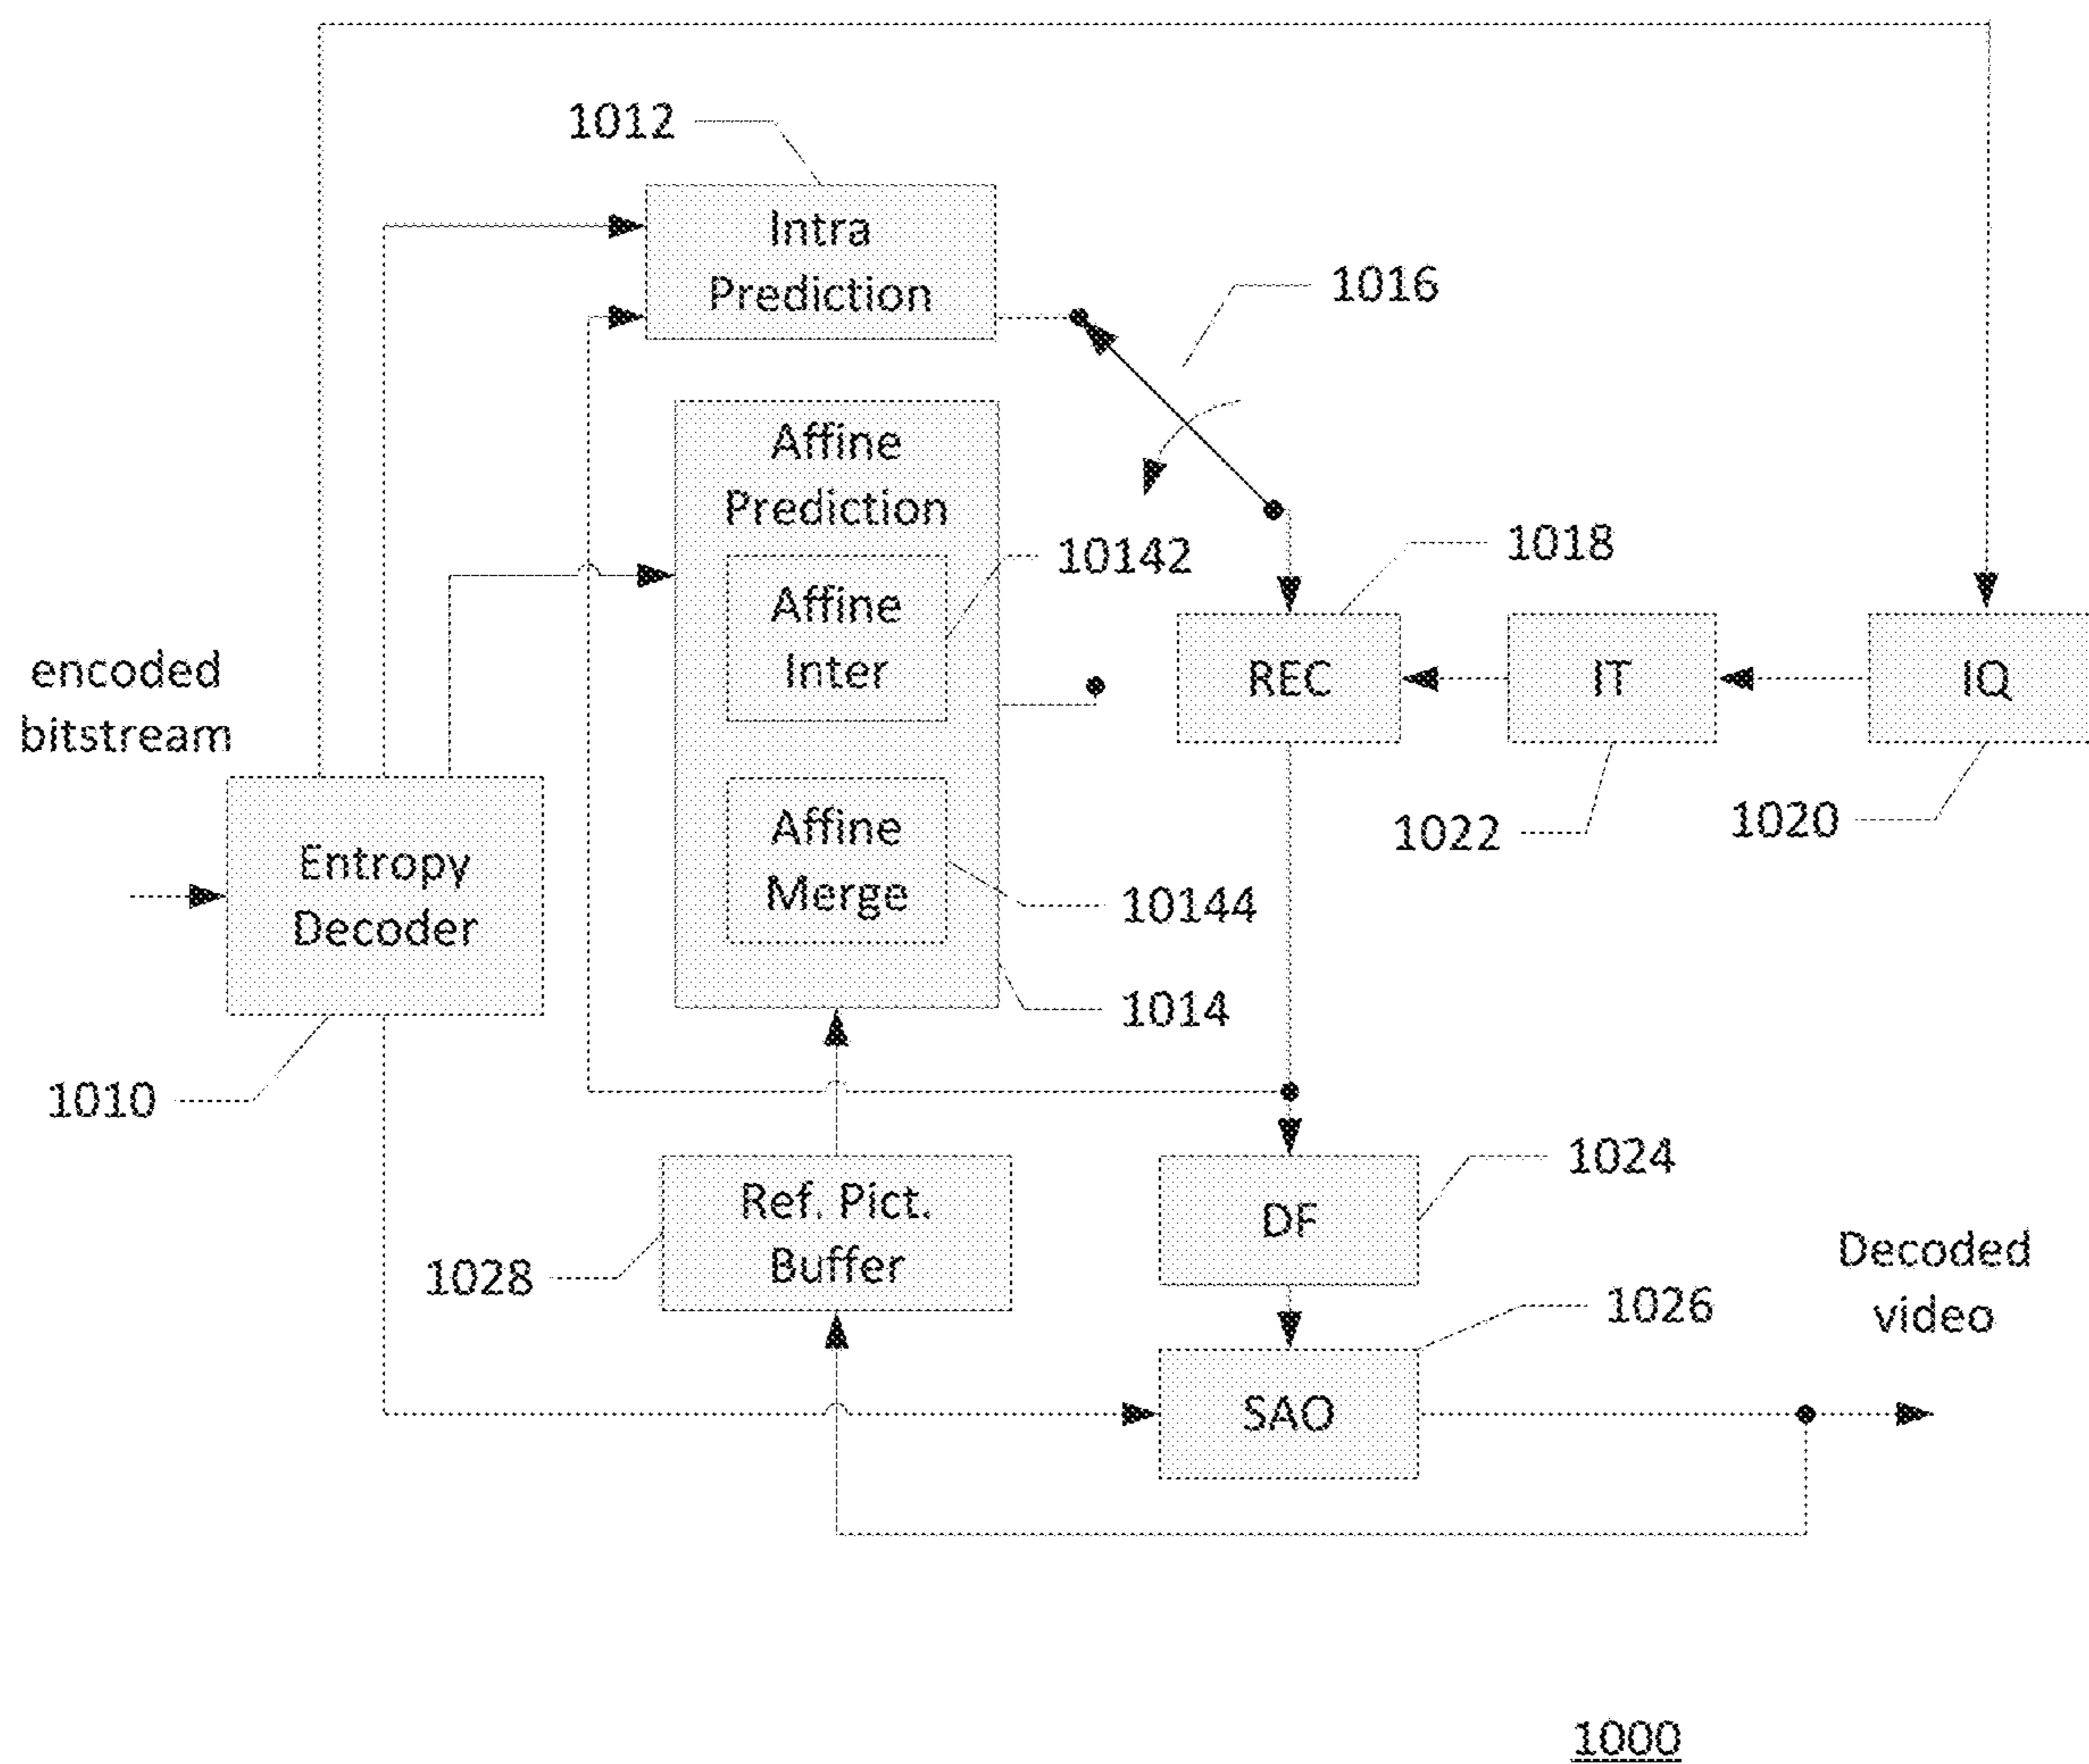 1012
Intra
Prediction
1016
Affine
Prediction
10142
Affine
Inter
1018
REC
IT
IQ
encoded
bitstream
1022
1020
Affine
Merge
Entropy
Decoder
10144
1014
1010
Ref. Pict.
Buffer
1028
DF
1024
Decoded
video
1026
SAO
1000